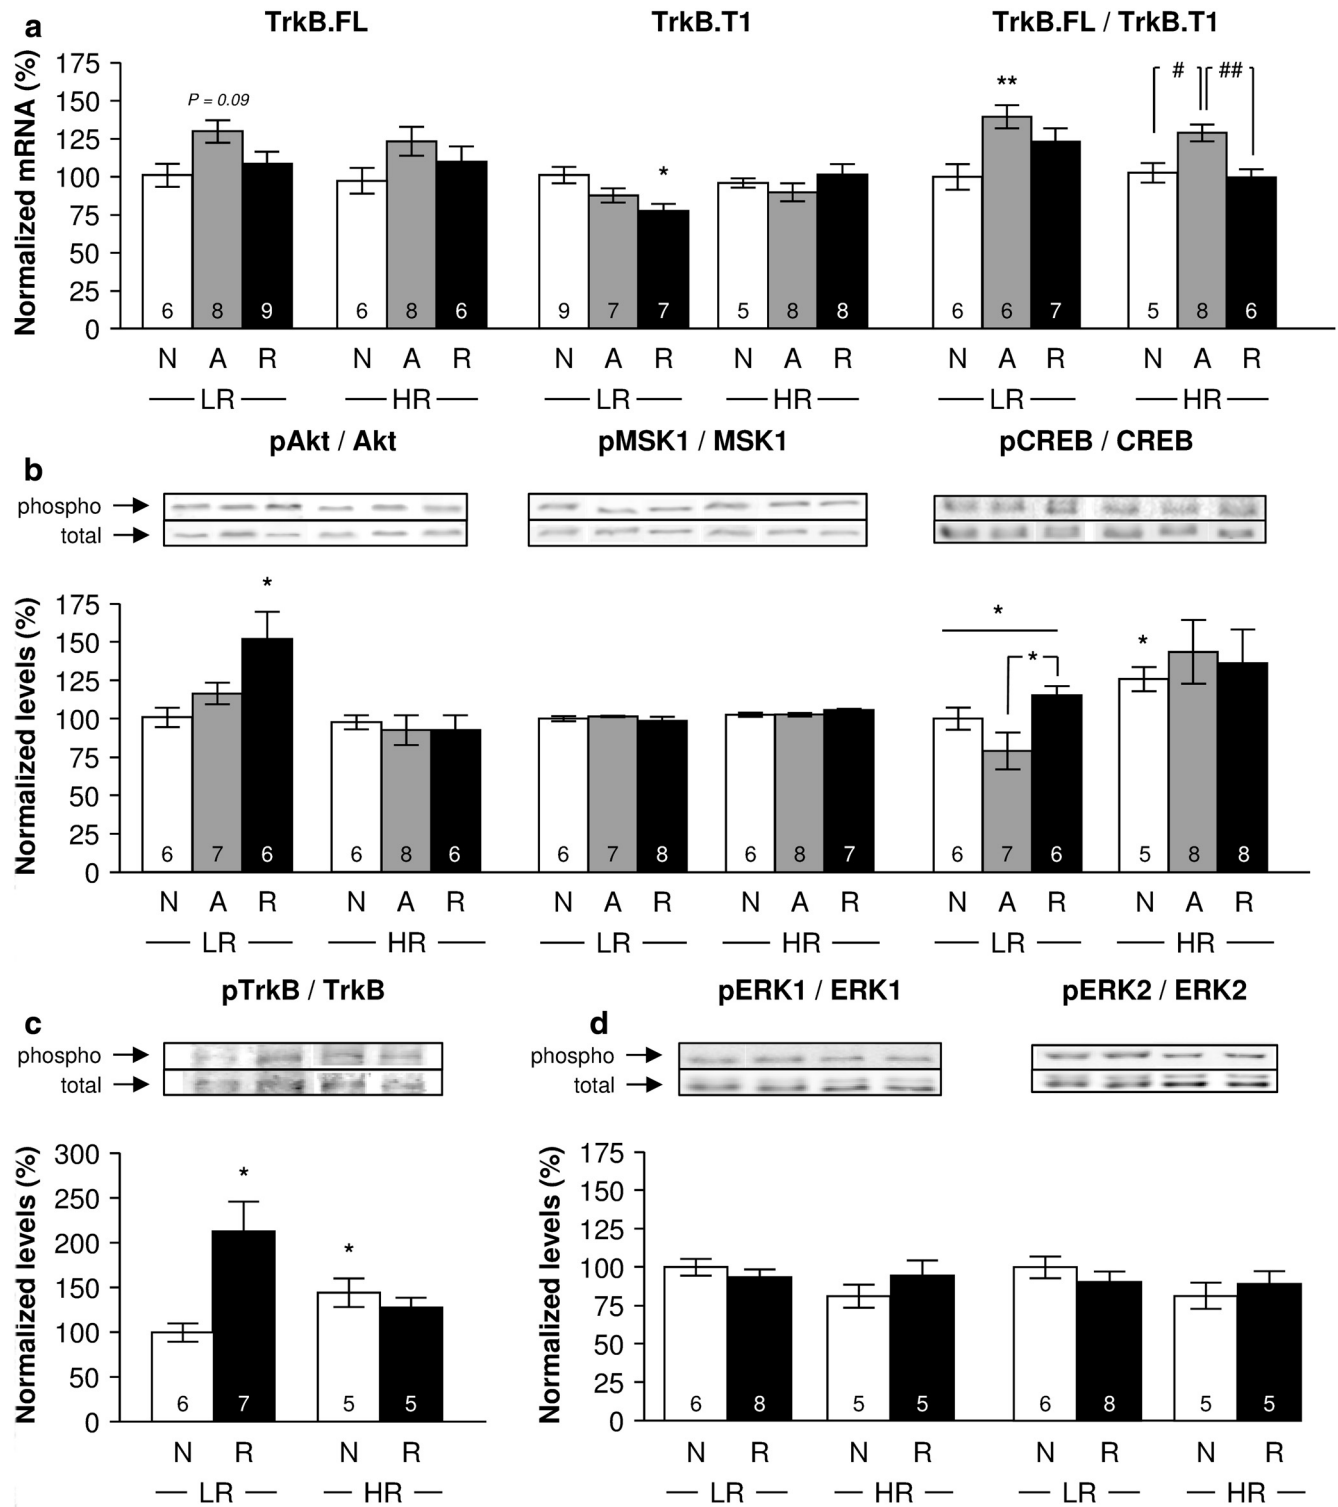 a
TrkB.FL TrkB.T1 TrkB.FL / TrkB.T1
Normalized mRNA (%)
175
150
125
100
75
50
25
0
P = 0.09
*
**
# ##
6 8 9 6 8 6 9 7 7 5 8 8 6 6 7 5 8 6
N A R N A R N A R N A R N A R N A R
LR HR LR HR LR HR
b
pAkt / Akt pMSK1 / MSK1 pCREB / CREB
phospho
total
Normalized levels (%)
175
150
125
100
75
50
25
0
*
*
*
*
6 7 6 6 8 6 6 7 8 6 8 7 6 7 6 5 8 8
N A R N A R N A R N A R N A R N A R
LR HR LR HR LR HR
c
pTrkB / TrkB
phospho
total
Normalized levels (%)
300
250
200
150
100
50
0
*
*
6 7 5 5
N R N R
LR HR
d
pERK1 / ERK1 pERK2 / ERK2
phospho
total
Normalized levels (%)
175
150
125
100
75
50
25
0
6 8 5 5 6 8 5 5
N R N R N R N R
LR HR LR HR